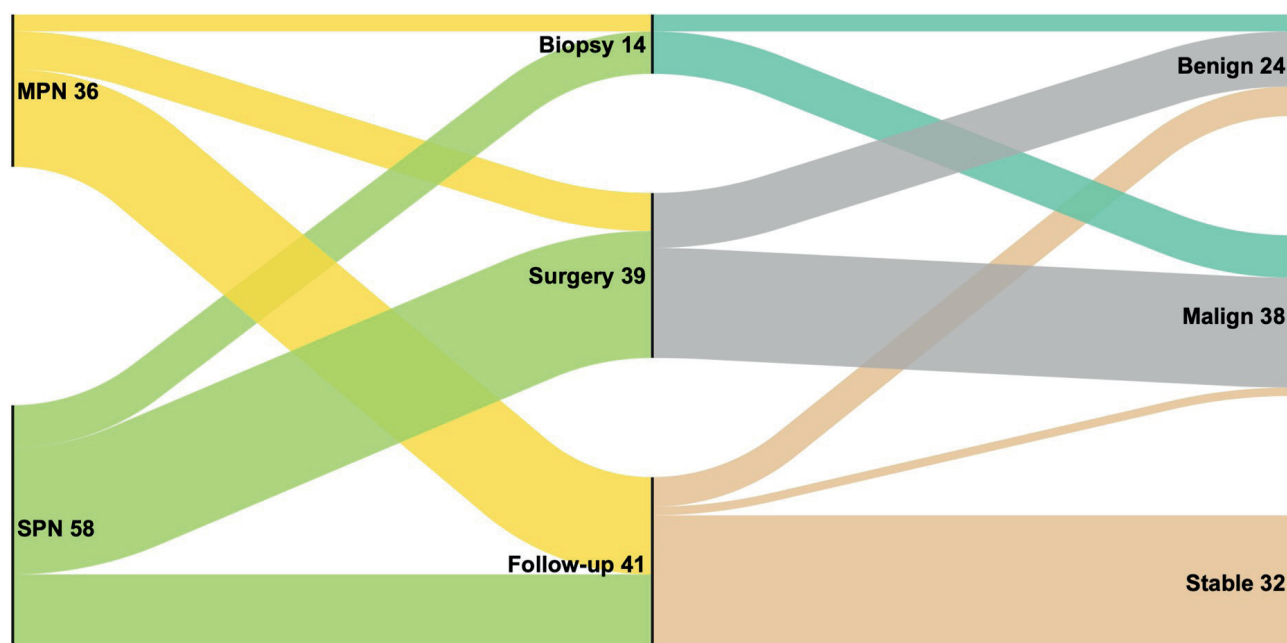 MPN 36
SPN 58
Biopsy 14
Surgery 39
Follow-up 41
Benign 24
Malign 38
Stable 32